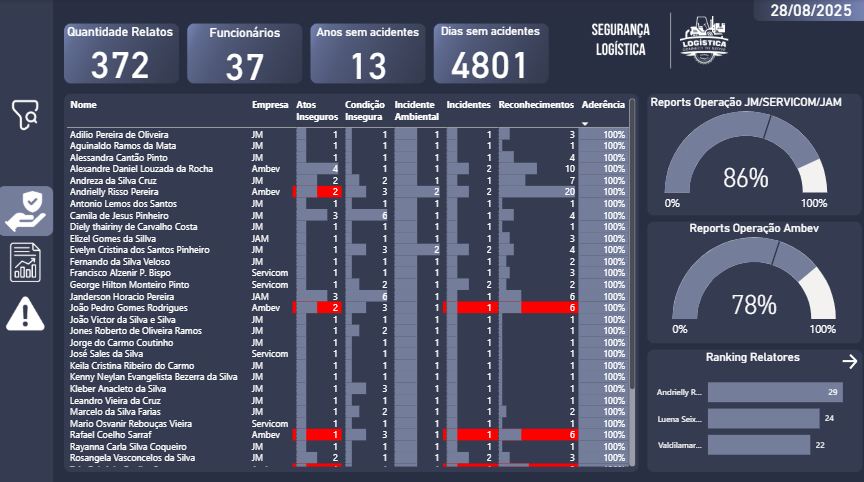 28/08/2025
Quantidade Relatos
372
Funcionários
37
Anos sem acidentes
13
Dias sem acidentes
4801
SEGURANÇA
LOGÍSTICA
LOGÍSTICA
Nome Empresa Atos Inseguros Condição Insegura Incidente Ambiental Incidentes Reconhecimentos Aderência
Adilio Pereira de Oliveira JM 1 1 1 1 3 100%
Aguinaldo Ramos da Mata JM 1 1 1 1 1 100%
Alessandra Cantão Pinto JM 1 1 1 1 4 100%
Alexandre Daniel Louzada da Rocha Ambev 4 1 1 2 10 100%
Andreza da Silva Cruz JM 2 2 1 1 7 100%
Andrielly Risso Pereira Ambev 2 3 2 2 20 100%
Antonio Lemos dos Santos JM 1 1 1 1 1 100%
Camila de Jesus Pinheiro JM 3 6 1 1 4 100%
Diely thairiny de Carvalho Costa JM 1 1 1 1 1 100%
Elizel Gomes da Sillva JAM 1 1 1 1 3 100%
Evelyn Cristina dos Santos Pinheiro JM 1 3 2 2 4 100%
Fernando da Silva Veloso JM 1 1 1 1 2 100%
Francisco Alzenir P. Bispo Servicom 1 1 1 1 3 100%
George Hilton Monteiro Pinto Servicom 1 2 1 1 2 100%
Janderson Horacio Pereira JAM 3 6 1 1 6 100%
João Pedro Gomes Rodrigues Ambev 2 3 1 1 6 100%
João Victor da Silva e Silva JM 1 1 1 1 1 100%
Jones Roberto de Oliveira Ramos JM 1 2 1 1 1 100%
Jorge do Carmo Coutinho JM 1 1 1 1 1 100%
José Sales da Silva Servicom 1 1 1 1 1 100%
Keila Cristina Ribeiro do Carmo JM 1 1 1 1 1 100%
Kenny Neylan Evangelista Bezerra da Silva JM 1 1 1 1 1 100%
Kleber Anacleto da Silva JM 1 3 1 1 1 100%
Leandro Vieira da Cruz JM 1 1 1 1 1 100%
Marcelo da Silva Farias JM 1 2 1 1 2 100%
Mario Osvanir Rebouças Vieira Servicom 1 1 1 1 1 100%
Rafael Coelho Sarraf Ambev 1 3 1 1 6 100%
Rayanna Carla Silva Coqueiro JM 1 1 1 1 1 100%
Rosangela Vasconcelos da Silva JM 2 2 1 2 3 100%
Reports Operação JM/SERVICOM/JAM
86%
0% 100%
Reports Operação Ambev
78%
0% 100%
Ranking Relatores
Andrielly R... 29
Luena Seix... 24
Valdilamar... 22